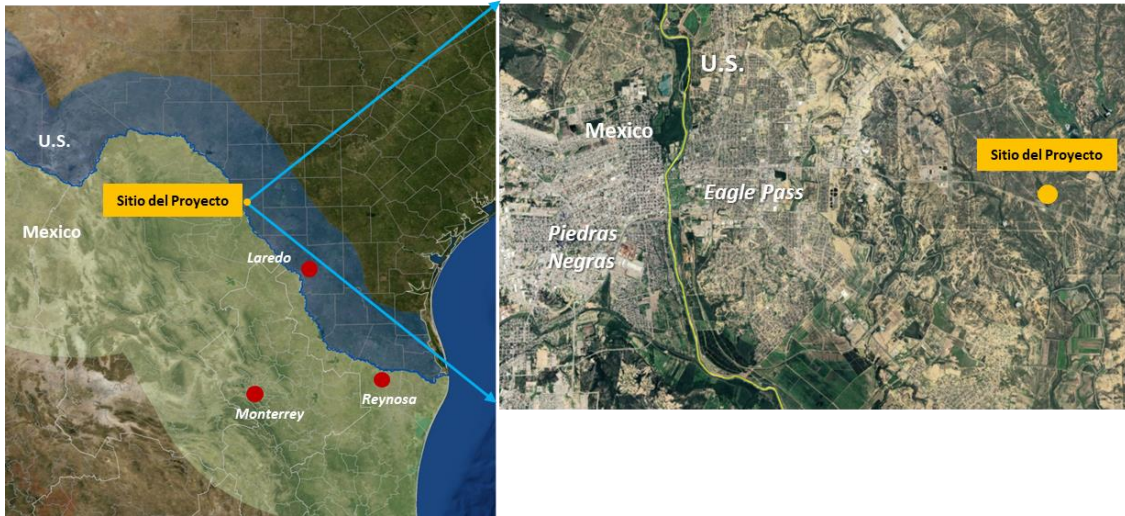 U.S.
Sitio del Proyecto
Mexico
Laredo
Reynosa
Monterrey
U.S.
Mexico
Sitio del Proyecto
Eagle Pass
Piedras
Negras